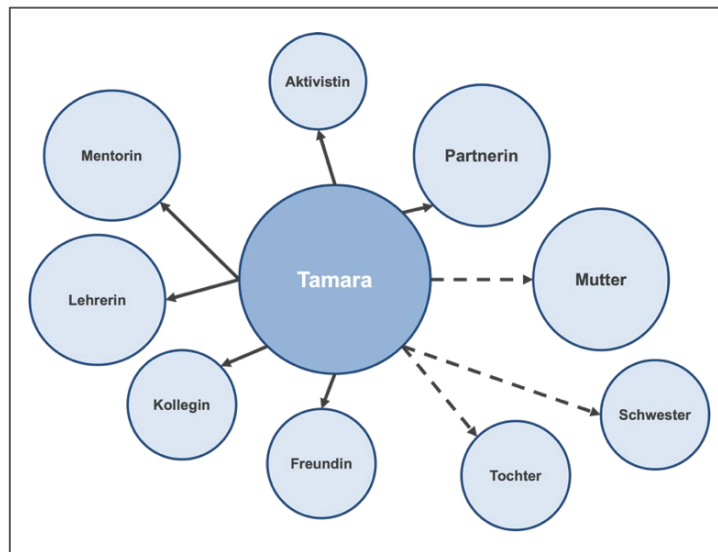 Aktivistin
Mentorin
Partnerin
Tamara
Mutter
Lehrerin
Kollegin
Schwester
Freundin
Tochter